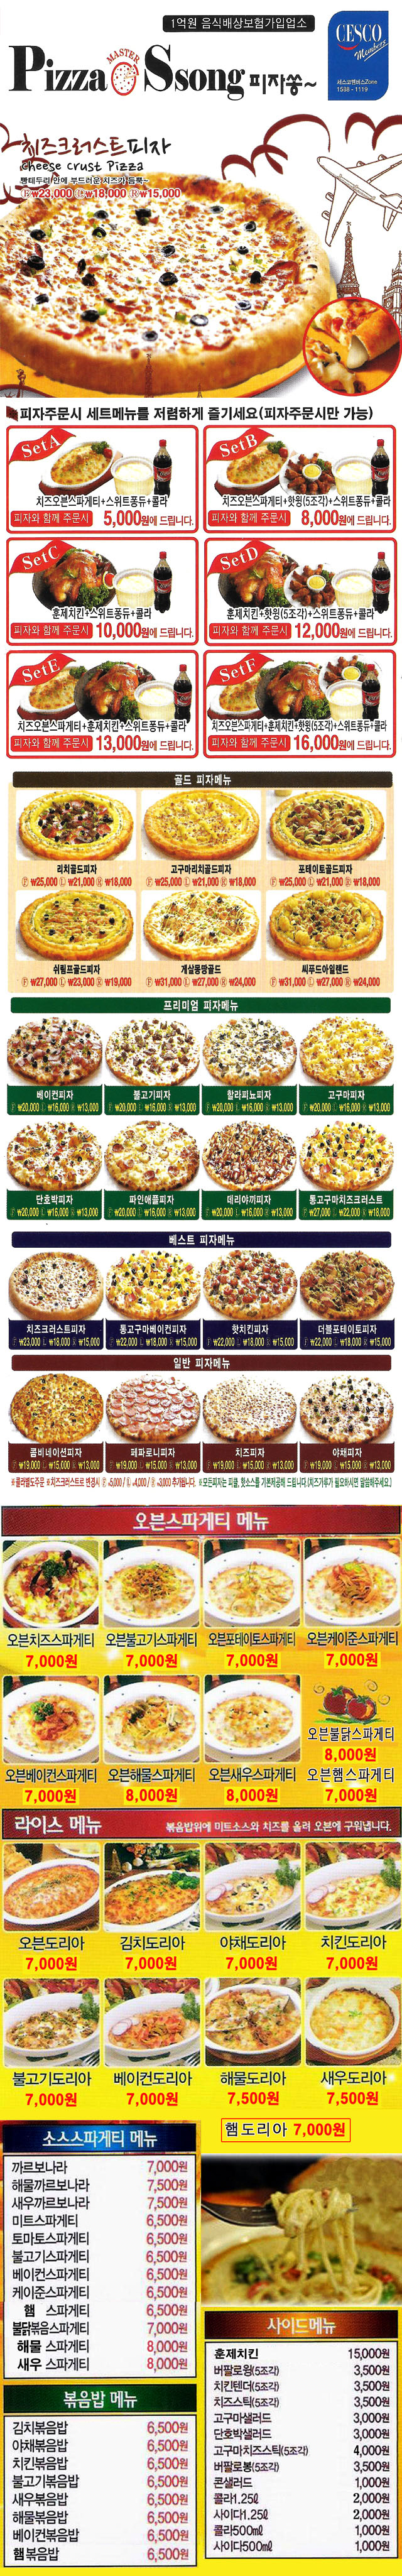 1억원 음식배상보험가입업소
CESCO
Members
세스코멤버스Zone
1588 - 1119
MASTER
Pizza Ssong 피자쏭~
치즈크러스트피자
Cheese Crust Pizza
빵테두리 안에 부드러운 치즈가 듬뿍~
Ⓕ₩23,000 Ⓛ₩18,000 Ⓡ₩15,000
피자주문시 세트메뉴를 저렴하게 즐기세요(피자주문시만 가능)
Set A
치즈오븐스파게티+스위트퐁듀+콜라
피자와 함께 주문시 5,000원에 드립니다.
Set B
치즈오븐스파게티+핫윙(5조각)+스위트퐁듀+콜라
피자와 함께 주문시 8,000원에 드립니다.
Set C
훈제치킨+스위트퐁듀+콜라
피자와 함께 주문시 10,000원에 드립니다.
Set D
훈제치킨+핫윙(5조각)+스위트퐁듀+콜라
피자와 함께 주문시 12,000원에 드립니다.
Set E
치즈오븐스파게티+훈제치킨+스위트퐁듀+콜라
피자와 함께 주문시 13,000원에 드립니다.
Set F
치즈오븐스파게티+훈제치킨+핫윙(5조각)+스위트퐁듀+콜라
피자와 함께 주문시 16,000원에 드립니다.
골드 피자메뉴
리치골드피자 고구마리치골드피자 포테이토골드피자
Ⓕ ₩25,000 Ⓛ ₩21,000 Ⓡ ₩18,000 Ⓕ ₩25,000 Ⓛ ₩21,000 Ⓡ ₩18,000 Ⓕ ₩25,000 Ⓛ ₩21,000 Ⓡ ₩18,000
쉬림프골드피자 게살몽땅골드 씨푸드아일랜드
Ⓕ ₩27,000 Ⓛ ₩23,000 Ⓡ ₩19,000 Ⓕ ₩31,000 Ⓛ ₩27,000 Ⓡ ₩24,000 Ⓕ ₩31,000 Ⓛ ₩27,000 Ⓡ ₩24,000
프리미엄 피자메뉴
베이컨피자 불고기피자 할라피뇨피자 고구마피자
Ⓕ ₩20,000 Ⓛ ₩16,000 Ⓡ ₩13,000 Ⓕ ₩20,000 Ⓛ ₩16,000 Ⓡ ₩13,000 Ⓕ ₩20,000 Ⓛ ₩16,000 Ⓡ ₩13,000 Ⓕ ₩20,000 Ⓛ ₩16,000 Ⓡ ₩13,000
단호박피자 파인애플피자 데리야끼피자 통고구마치즈크러스트
Ⓕ ₩20,000 Ⓛ ₩16,000 Ⓡ ₩13,000 Ⓕ ₩20,000 Ⓛ ₩16,000 Ⓡ ₩13,000 Ⓕ ₩20,000 Ⓛ ₩16,000 Ⓡ ₩13,000 Ⓕ ₩27,000 Ⓛ ₩22,000 Ⓡ ₩18,000
베스트 피자메뉴
치즈크러스트피자 통고구마베이컨피자 핫치킨피자 더블포테이토피자
Ⓕ ₩23,000 Ⓛ ₩18,000 Ⓡ ₩15,000 Ⓕ ₩22,000 Ⓛ ₩18,000 Ⓡ ₩15,000 Ⓕ ₩22,000 Ⓛ ₩18,000 Ⓡ ₩15,000 Ⓕ ₩22,000 Ⓛ ₩18,000 Ⓡ ₩15,000
일반 피자메뉴
콤비네이션피자 페파로니피자 치즈피자 야채피자
Ⓕ ₩19,000 Ⓛ ₩15,000 Ⓡ ₩13,000 Ⓕ ₩19,000 Ⓛ ₩15,000 Ⓡ ₩13,000 Ⓕ ₩19,000 Ⓛ ₩15,000 Ⓡ ₩13,000 Ⓕ ₩19,000 Ⓛ ₩15,000 Ⓡ ₩13,000
※콜라별도주문 ※치즈크러스트로 변경시 Ⓕ 5,000 / Ⓛ 4,000 / Ⓡ 3,000 추가됩니다. ※모든피자는 피클, 핫소스를 기본제공해 드립니다.(치즈가루가 필요하시면 말씀해주세요.)
오븐스파게티 메뉴
오븐치즈스파게티 오븐불고기스파게티 오븐포테이토스파게티 오븐케이준스파게티
7,000원 7,000원 7,000원 7,000원
오븐불닭스파게티
8,000원
오븐베이컨스파게티 오븐해물스파게티 오븐새우스파게티 오븐햄스파게티
7,000원 8,000원 8,000원 7,000원
라이스 메뉴 볶음밥위에 미트소스와 치즈를 올려 오븐에 구워냅니다.
오븐도리아 김치도리아 야채도리아 치킨도리아
7,000원 7,000원 7,000원 7,000원
불고기도리아 베이컨도리아 해물도리아 새우도리아
7,000원 7,000원 7,500원 7,500원
햄도리아 7,000원
소스스파게티 메뉴
까르보나라 7,000원
해물까르보나라 7,500원
새우까르보나라 7,500원
미트스파게티 6,500원
토마토스파게티 6,500원
불고기스파게티 6,500원
베이컨스파게티 6,500원
케이준스파게티 6,500원
햄 스파게티 6,500원
불닭볶음스파게티 7,000원
해물 스파게티 8,000원
새우 스파게티 8,000원
볶음밥 메뉴
김치볶음밥 6,500원
야채볶음밥 6,500원
치킨볶음밥 6,500원
불고기볶음밥 6,500원
새우볶음밥 6,500원
해물볶음밥 6,500원
베이컨볶음밥 6,500원
햄볶음밥 6,500원
사이드메뉴
훈제치킨 15,000원
버팔로윙(5조각) 3,500원
치킨텐더(5조각) 3,500원
치즈스틱(5조각) 3,500원
고구마샐러드 3,000원
단호박샐러드 3,000원
고구마치즈스틱(5조각) 4,000원
버팔로봉(5조각) 3,500원
콘샐러드 1,000원
콜라1.25ℓ 2,000원
사이다1.25ℓ 2,000원
콜라500㎖ 1,000원
사이다500㎖ 1,000원